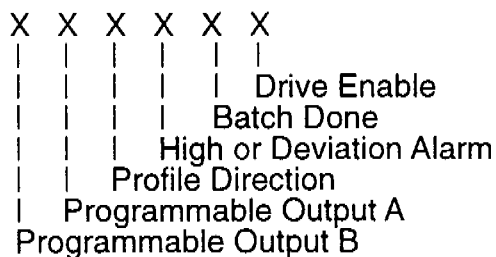 X X X X X X
Drive Enable
Batch Done
High or Deviation Alarm
Profile Direction
Programmable Output A
Programmable Output B